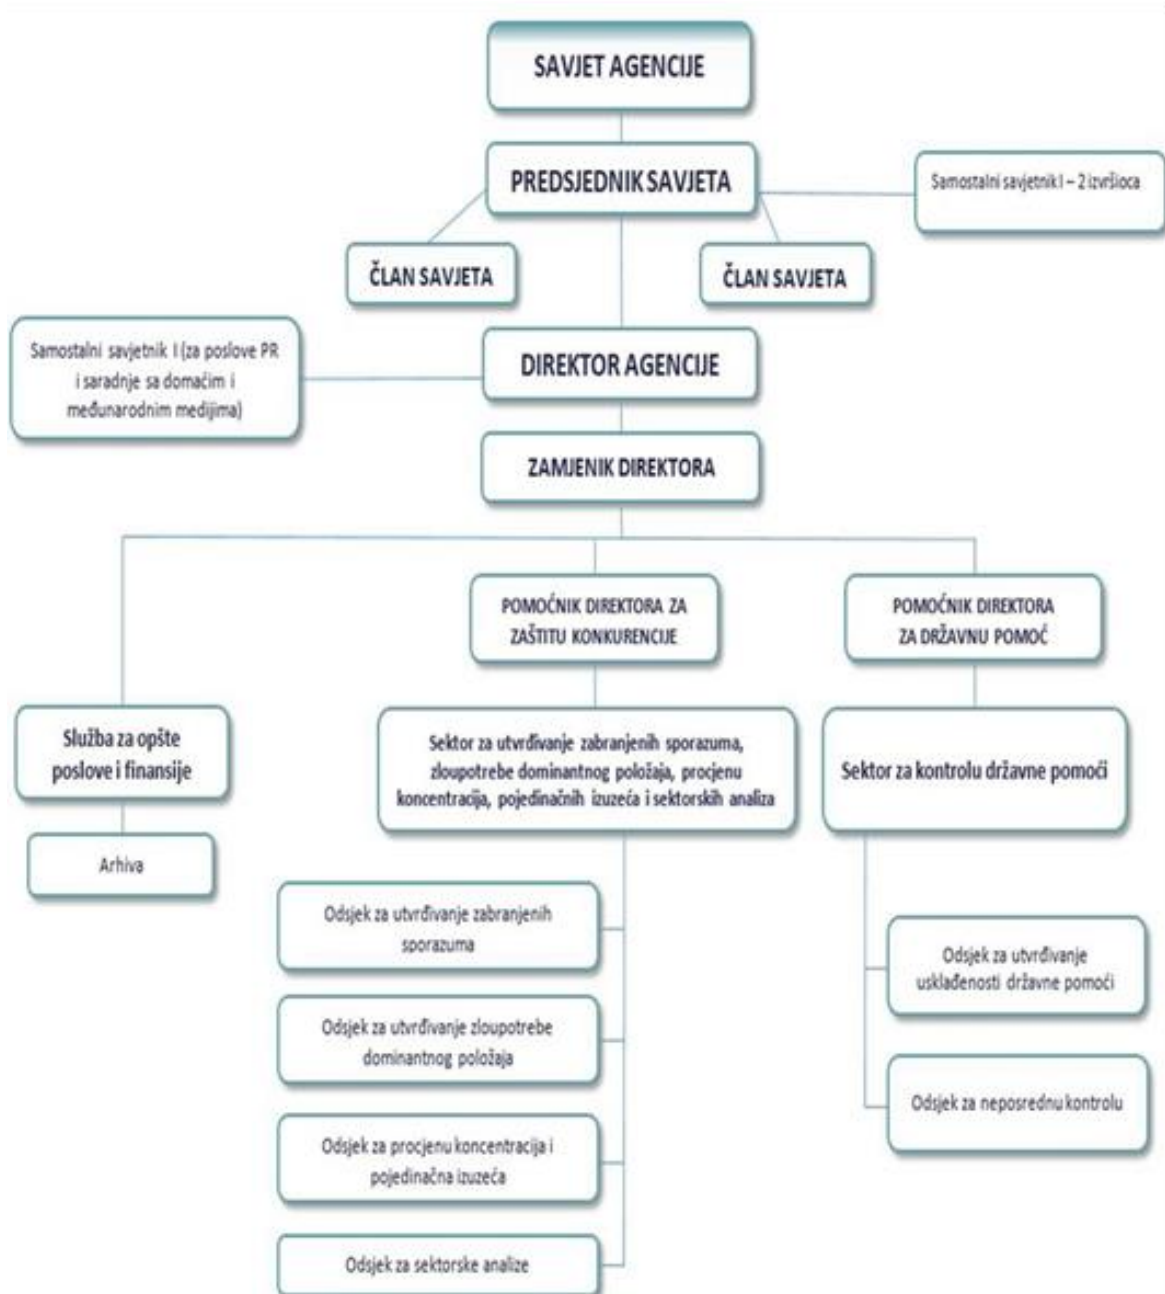 SAVJET AGENCIJE
PREDSJEDNIK SAVJETA
Samostalni savjetnik I – 2 izvršioca
ČLAN SAVJETA
ČLAN SAVJETA
Samostalni savjetnik I (za poslove PR
i saradnje sa domaćim i
međunarodnim medijima)
DIREKTOR AGENCIJE
ZAMJENIK DIREKTORA
POMOĆNIK DIREKTORA ZA
ZAŠTITU KONKURENCIJE
POMOĆNIK DIREKTORA
ZA DRŽAVNU POMOĆ
Služba za opšte
poslove i finansije
Sektor za utvrđivanje zabranjenih sporazuma,
zloupotrebe dominantnog položaja, procjenu
koncentracija, pojedinačnih izuzeća i sektorskih analiza
Sektor za kontrolu državne pomoći
Arhiva
Odsjek za utvrđivanje zabranjenih
sporazuma
Odsjek za utvrđivanje zloupotrebe
dominantnog položaja
Odsjek za procjenu koncentracija i
pojedinačna izuzeća
Odsjek za sektorske analize
Odsjek za utvrđivanje
usklađenosti državne pomoći
Odsjek za neposrednu kontrolu